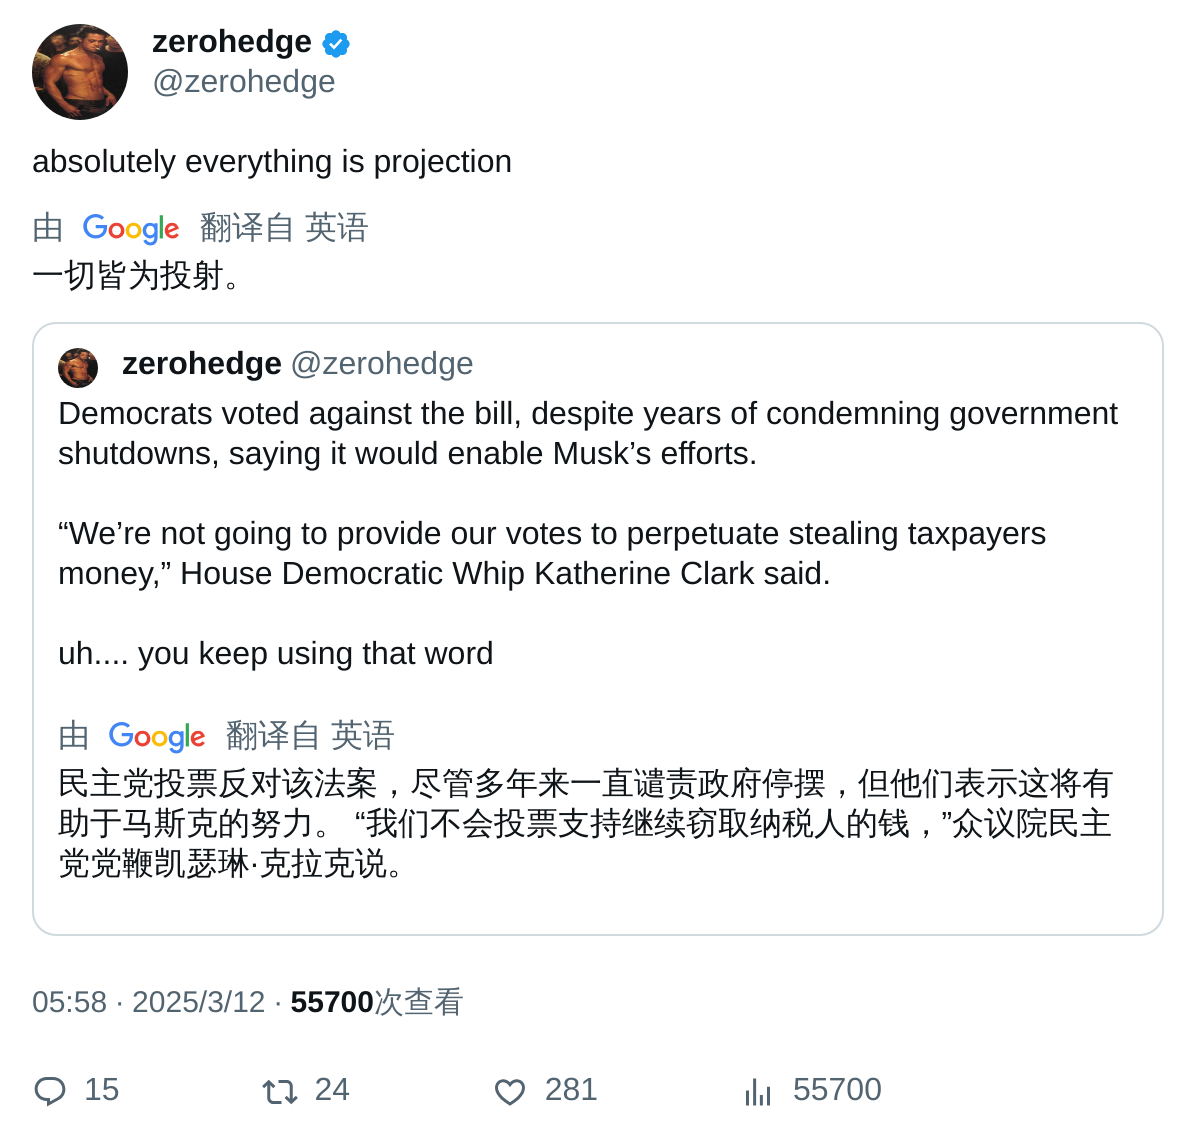 zerohedge
@zerohedge
absolutely everything is projection
由 Google 翻译自 英语
一切皆为投射。
zerohedge @zerohedge
Democrats voted against the bill, despite years of condemning government
shutdowns, saying it would enable Musk’s efforts.
“We’re not going to provide our votes to perpetuate stealing taxpayers
money,” House Democratic Whip Katherine Clark said.
uh.... you keep using that word
由 Google 翻译自 英语
民主党投票反对该法案，尽管多年来一直谴责政府停摆，但他们表示这将有
助于马斯克的努力。 “我们不会投票支持继续窃取纳税人的钱，”众议院民主
党党鞭凯瑟琳·克拉克说。
05:58 · 2025/3/12 · 55700次查看
15 24 281 55700